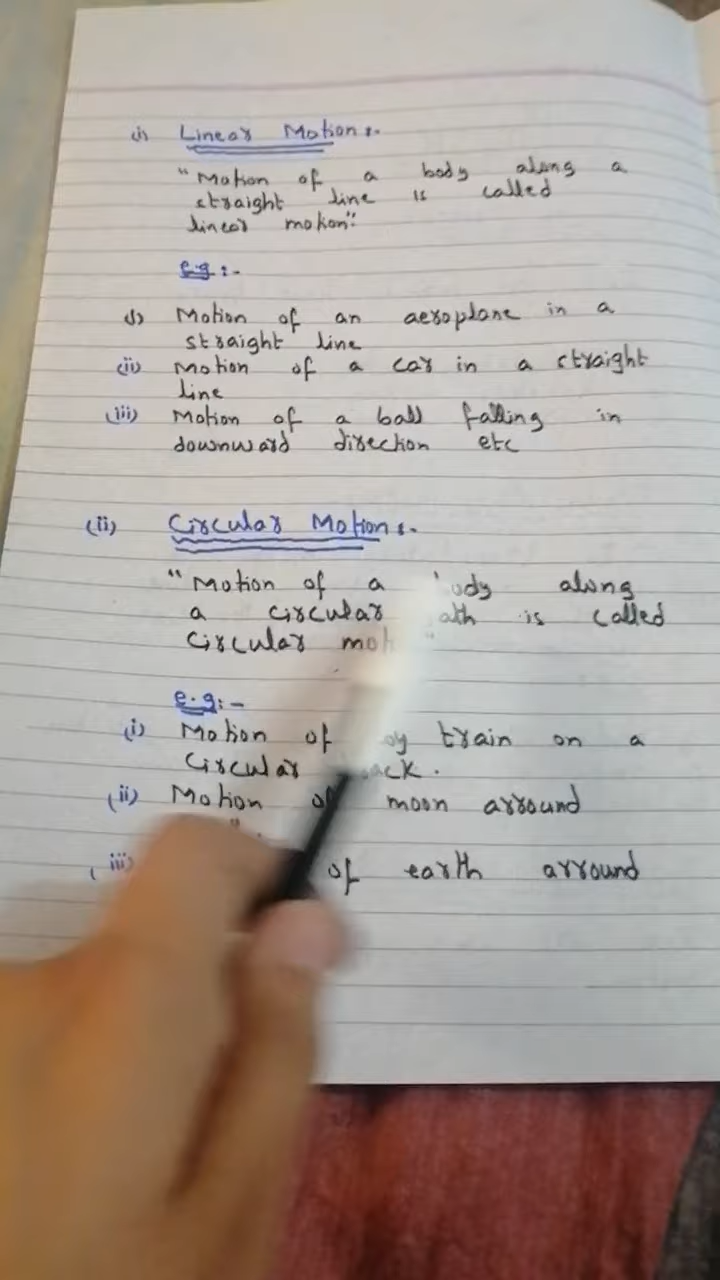 (i) Linear Motion:-
"Motion of a body along a
straight line is called
linear motion".
e.g:-
(i) Motion of an aeroplane in a
straight line
(ii) Motion of a car in a straight
line
(iii) Motion of a ball falling in
downward direction etc
(ii) Circular Motion:-
"Motion of a body along
a circular is called
Circular
e.g:-
(i) Motion of train on a
Circular
(ii) Motion of moon arround
(iii) of earth arround